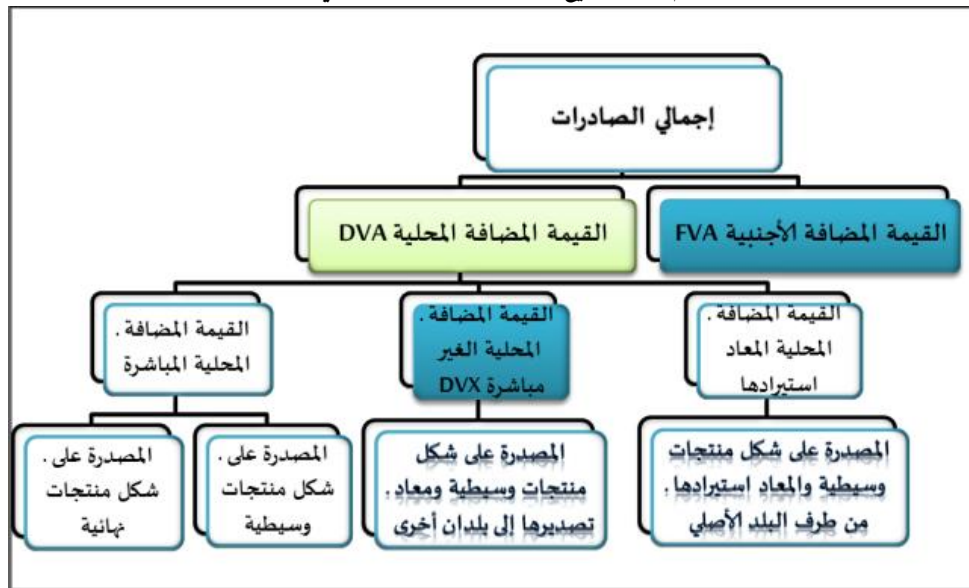 إجمالي الصادرات
القيمة المضافة الأجنبية FVA
القيمة المضافة المحلية DVA
القيمة المضافة .
المحلية المعاد
استيرادها
القيمة المضافة .
المحلية الغير
مباشرة DVX
القيمة المضافة .
المحلية المباشرة
المصدرة على شكل منتجات
وسيطية والمعاد استيرادها .
من طرف البلد الأصلي
المصدرة على شكل
منتجات وسيطية ومعاد .
تصديرها إلى بلدان أخرى
المصدرة على .
شكل منتجات
وسيطية
المصدرة على .
شكل منتجات
نهائية